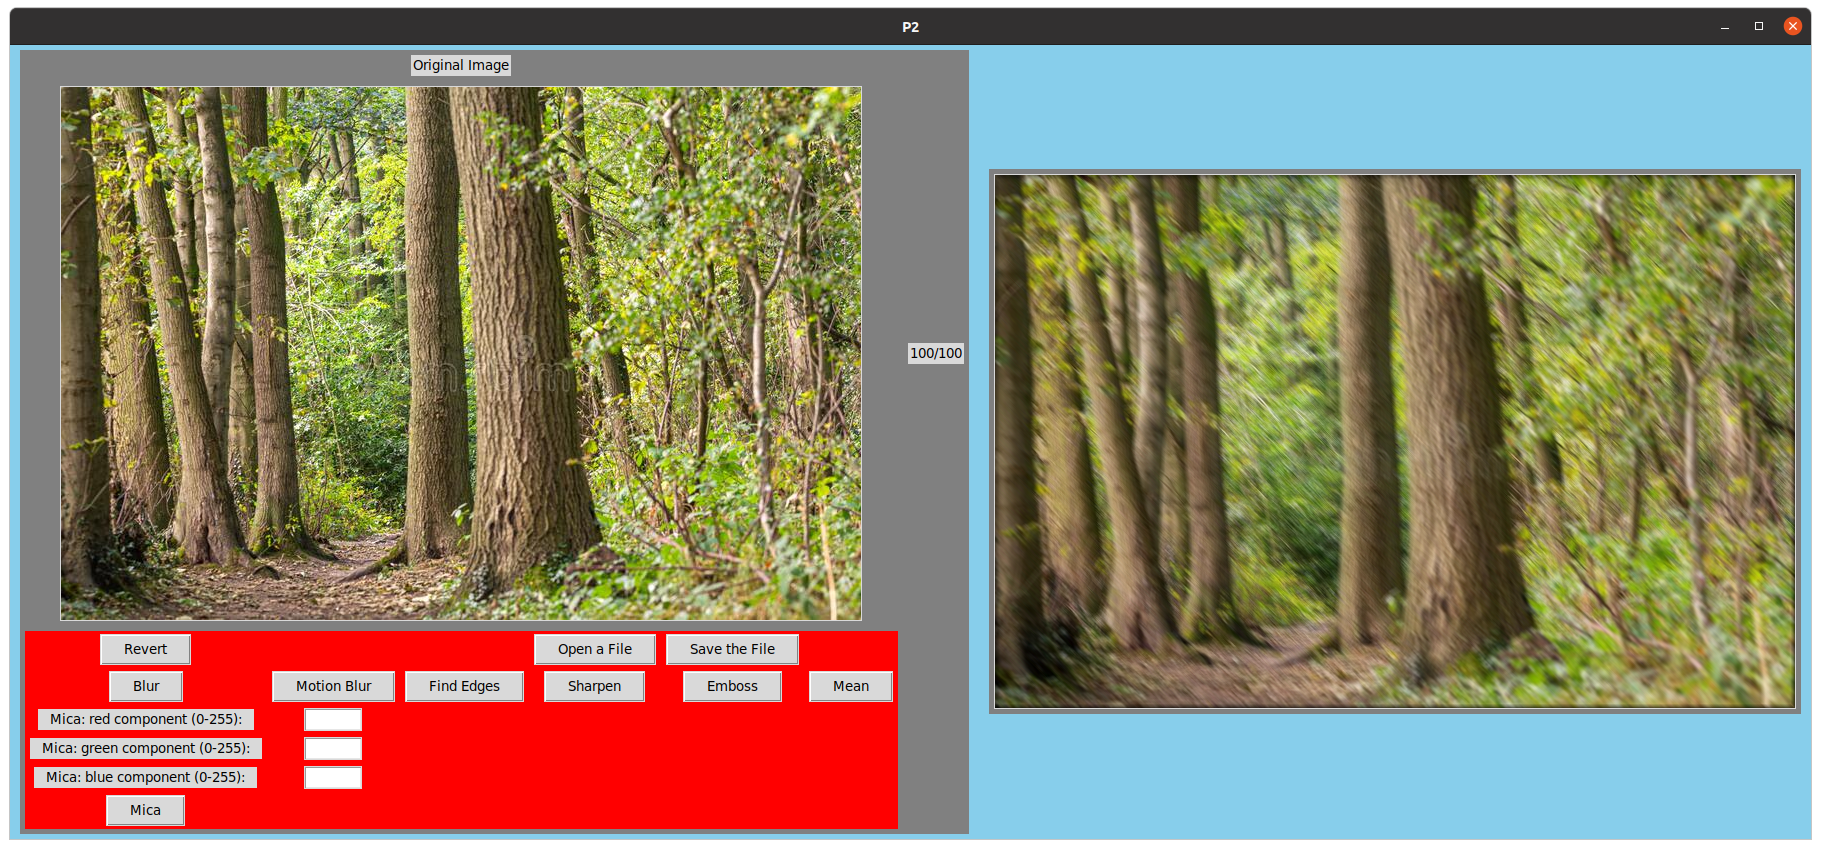 P2
Original Image
100/100
Revert
Open a File
Save the File
Blur
Motion Blur
Find Edges
Sharpen
Emboss
Mean
Mica: red component (0-255):
Mica: green component (0-255):
Mica: blue component (0-255):
Mica